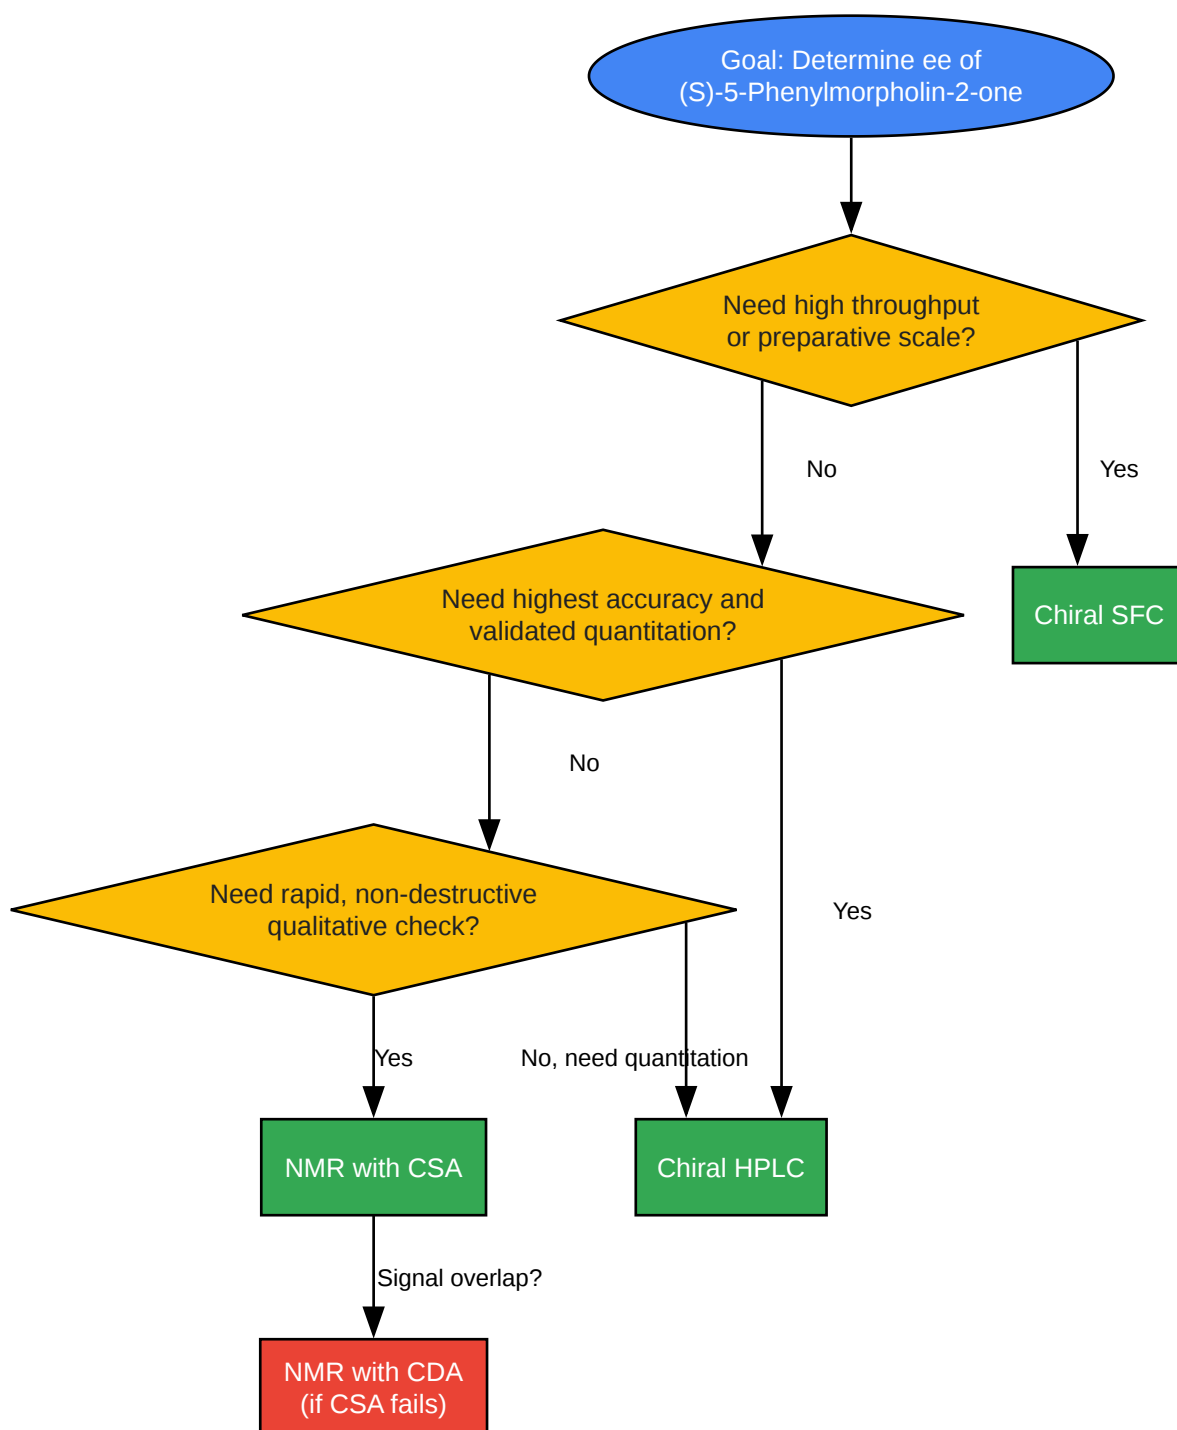 Goal: Determine ee of
(S)-5-Phenylmorpholin-2-one
Need high throughput
or preparative scale?
No
Yes
Need highest accuracy and
validated quantitation?
Chiral SFC
No
Need rapid, non-destructive
qualitative check?
Yes
Yes
No, need quantitation
NMR with CSA
Chiral HPLC
Signal overlap?
NMR with CDA
(if CSA fails)